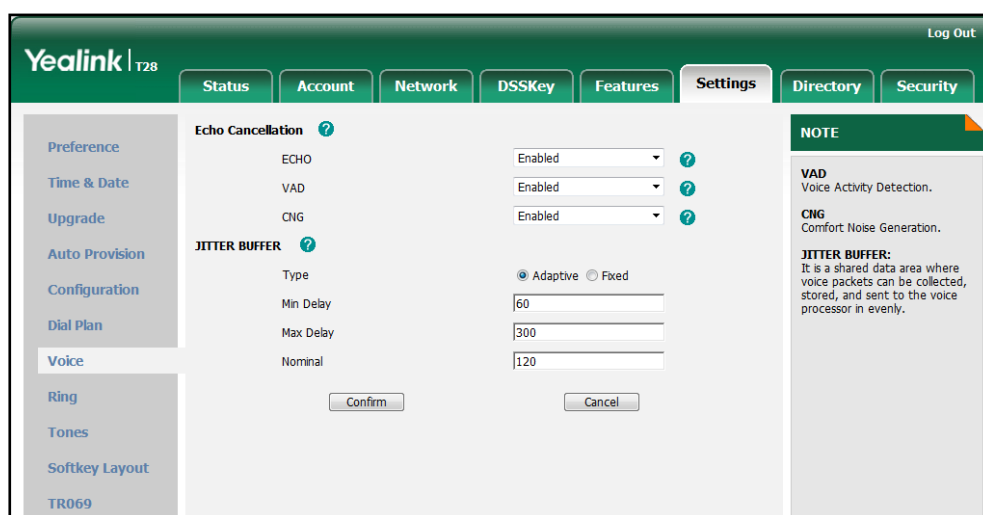 Log Out
Yealink T28
Status Account Network DSSKey Features Settings Directory Security
Preference
Time & Date
Upgrade
Auto Provision
Configuration
Dial Plan
Voice
Ring
Tones
Softkey Layout
TR069
Echo Cancellation ?
ECHO Enabled ?
VAD Enabled ?
CNG Enabled ?
JITTER BUFFER ?
Type Adaptive Fixed
Min Delay 60
Max Delay 300
Nominal 120
Confirm Cancel
NOTE
VAD
Voice Activity Detection.
CNG
Comfort Noise Generation.
JITTER BUFFER:
It is a shared data area where
voice packets can be collected,
stored, and sent to the voice
processor in evenly.